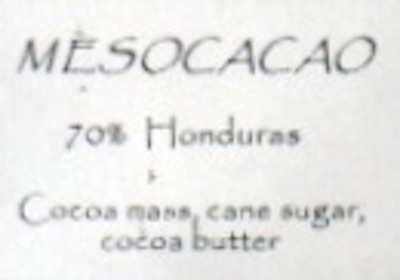 MESOCACAO
70% Honduras
Cocoa mass, cane sugar,
cocoa butter